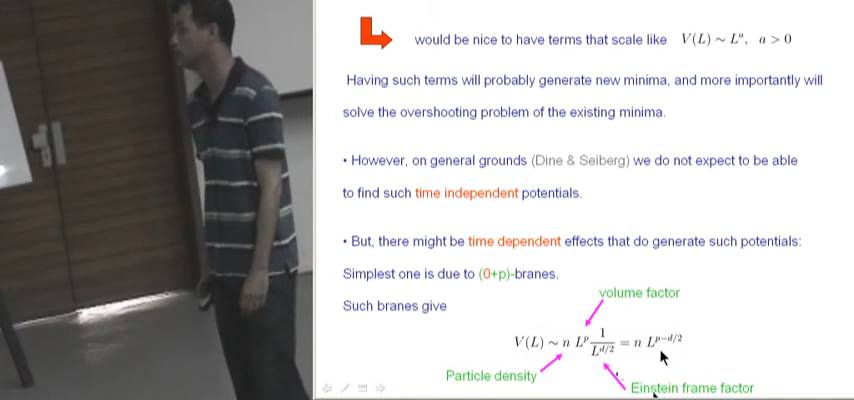 would be nice to have terms that scale like V(L) ~ Lᵃ, a > 0
Having such terms will probably generate new minima, and more importantly will
solve the overshooting problem of the existing minima.
• However, on general grounds (Dine & Seiberg) we do not expect to be able
to find such time independent potentials.
• But, there might be time dependent effects that do generate such potentials:
Simplest one is due to (0+p)-branes.
Such branes give
volume factor
V(L) ~ n Lᵖ 1/L^{d/2} = n L^{p-d/2}
Particle density
Einstein frame factor